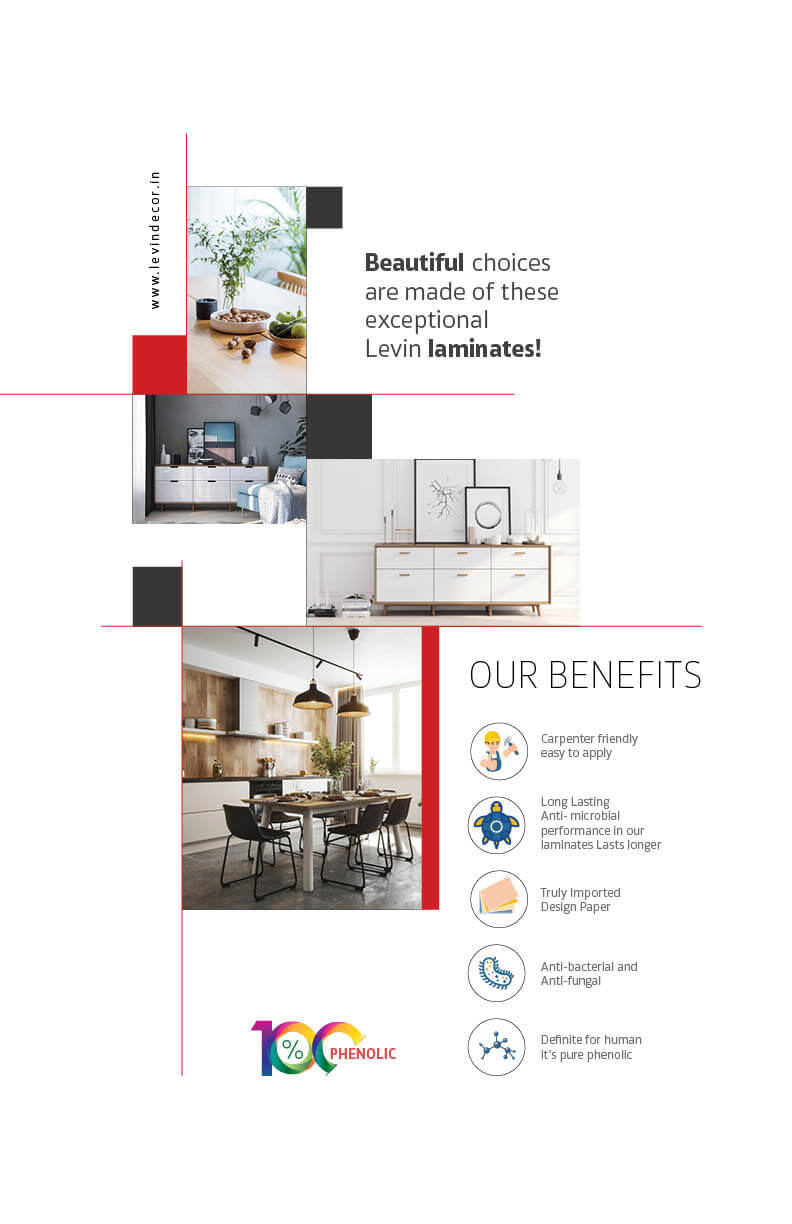 www.levindecor.in
Beautiful choices
are made of these
exceptional
Levin laminates!
OUR BENEFITS
Carpenter friendly
easy to apply
Long Lasting
Anti- microbial
performance in our
laminates Lasts longer
Truly Imported
Design Paper
Anti-bacterial and
Anti-fungal
Definite for human
it's pure phenolic
100% PHENOLIC